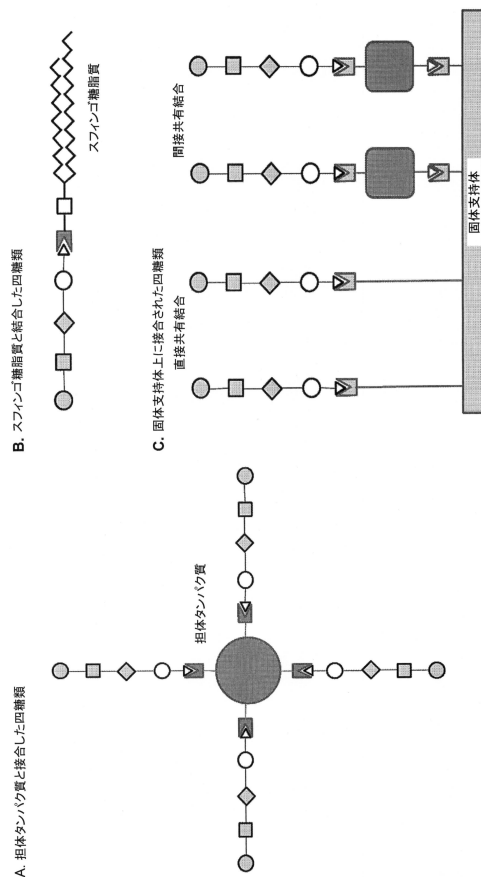 A. 担体タンパク質と接合した四糖類
担体タンパク質
B. スフィンゴ糖脂質と結合した四糖類
スフィンゴ糖脂質
C. 固体支持体上に接合された四糖類
直接共有結合
間接共有結合
固体支持体